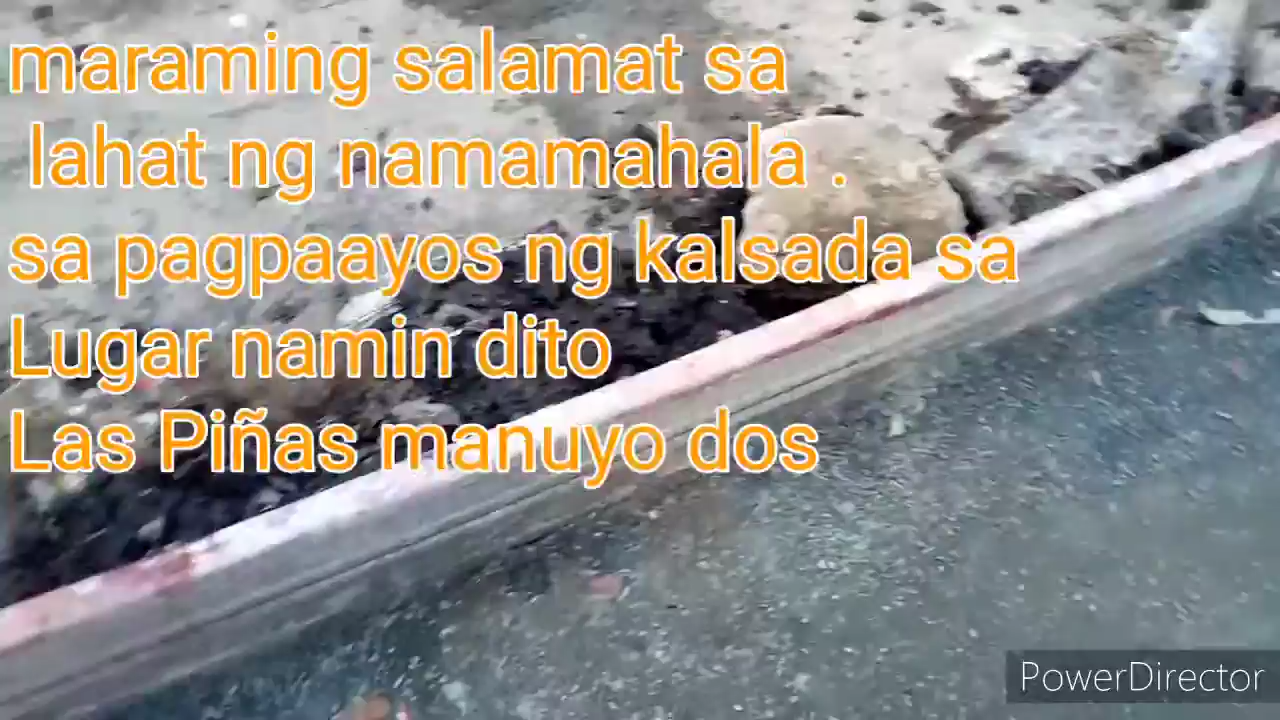 maraming salamat sa
lahat ng namamahala .
sa pagpaayos ng kalsada sa
Lugar namin dito
Las Piñas manuyo dos
PowerDirector